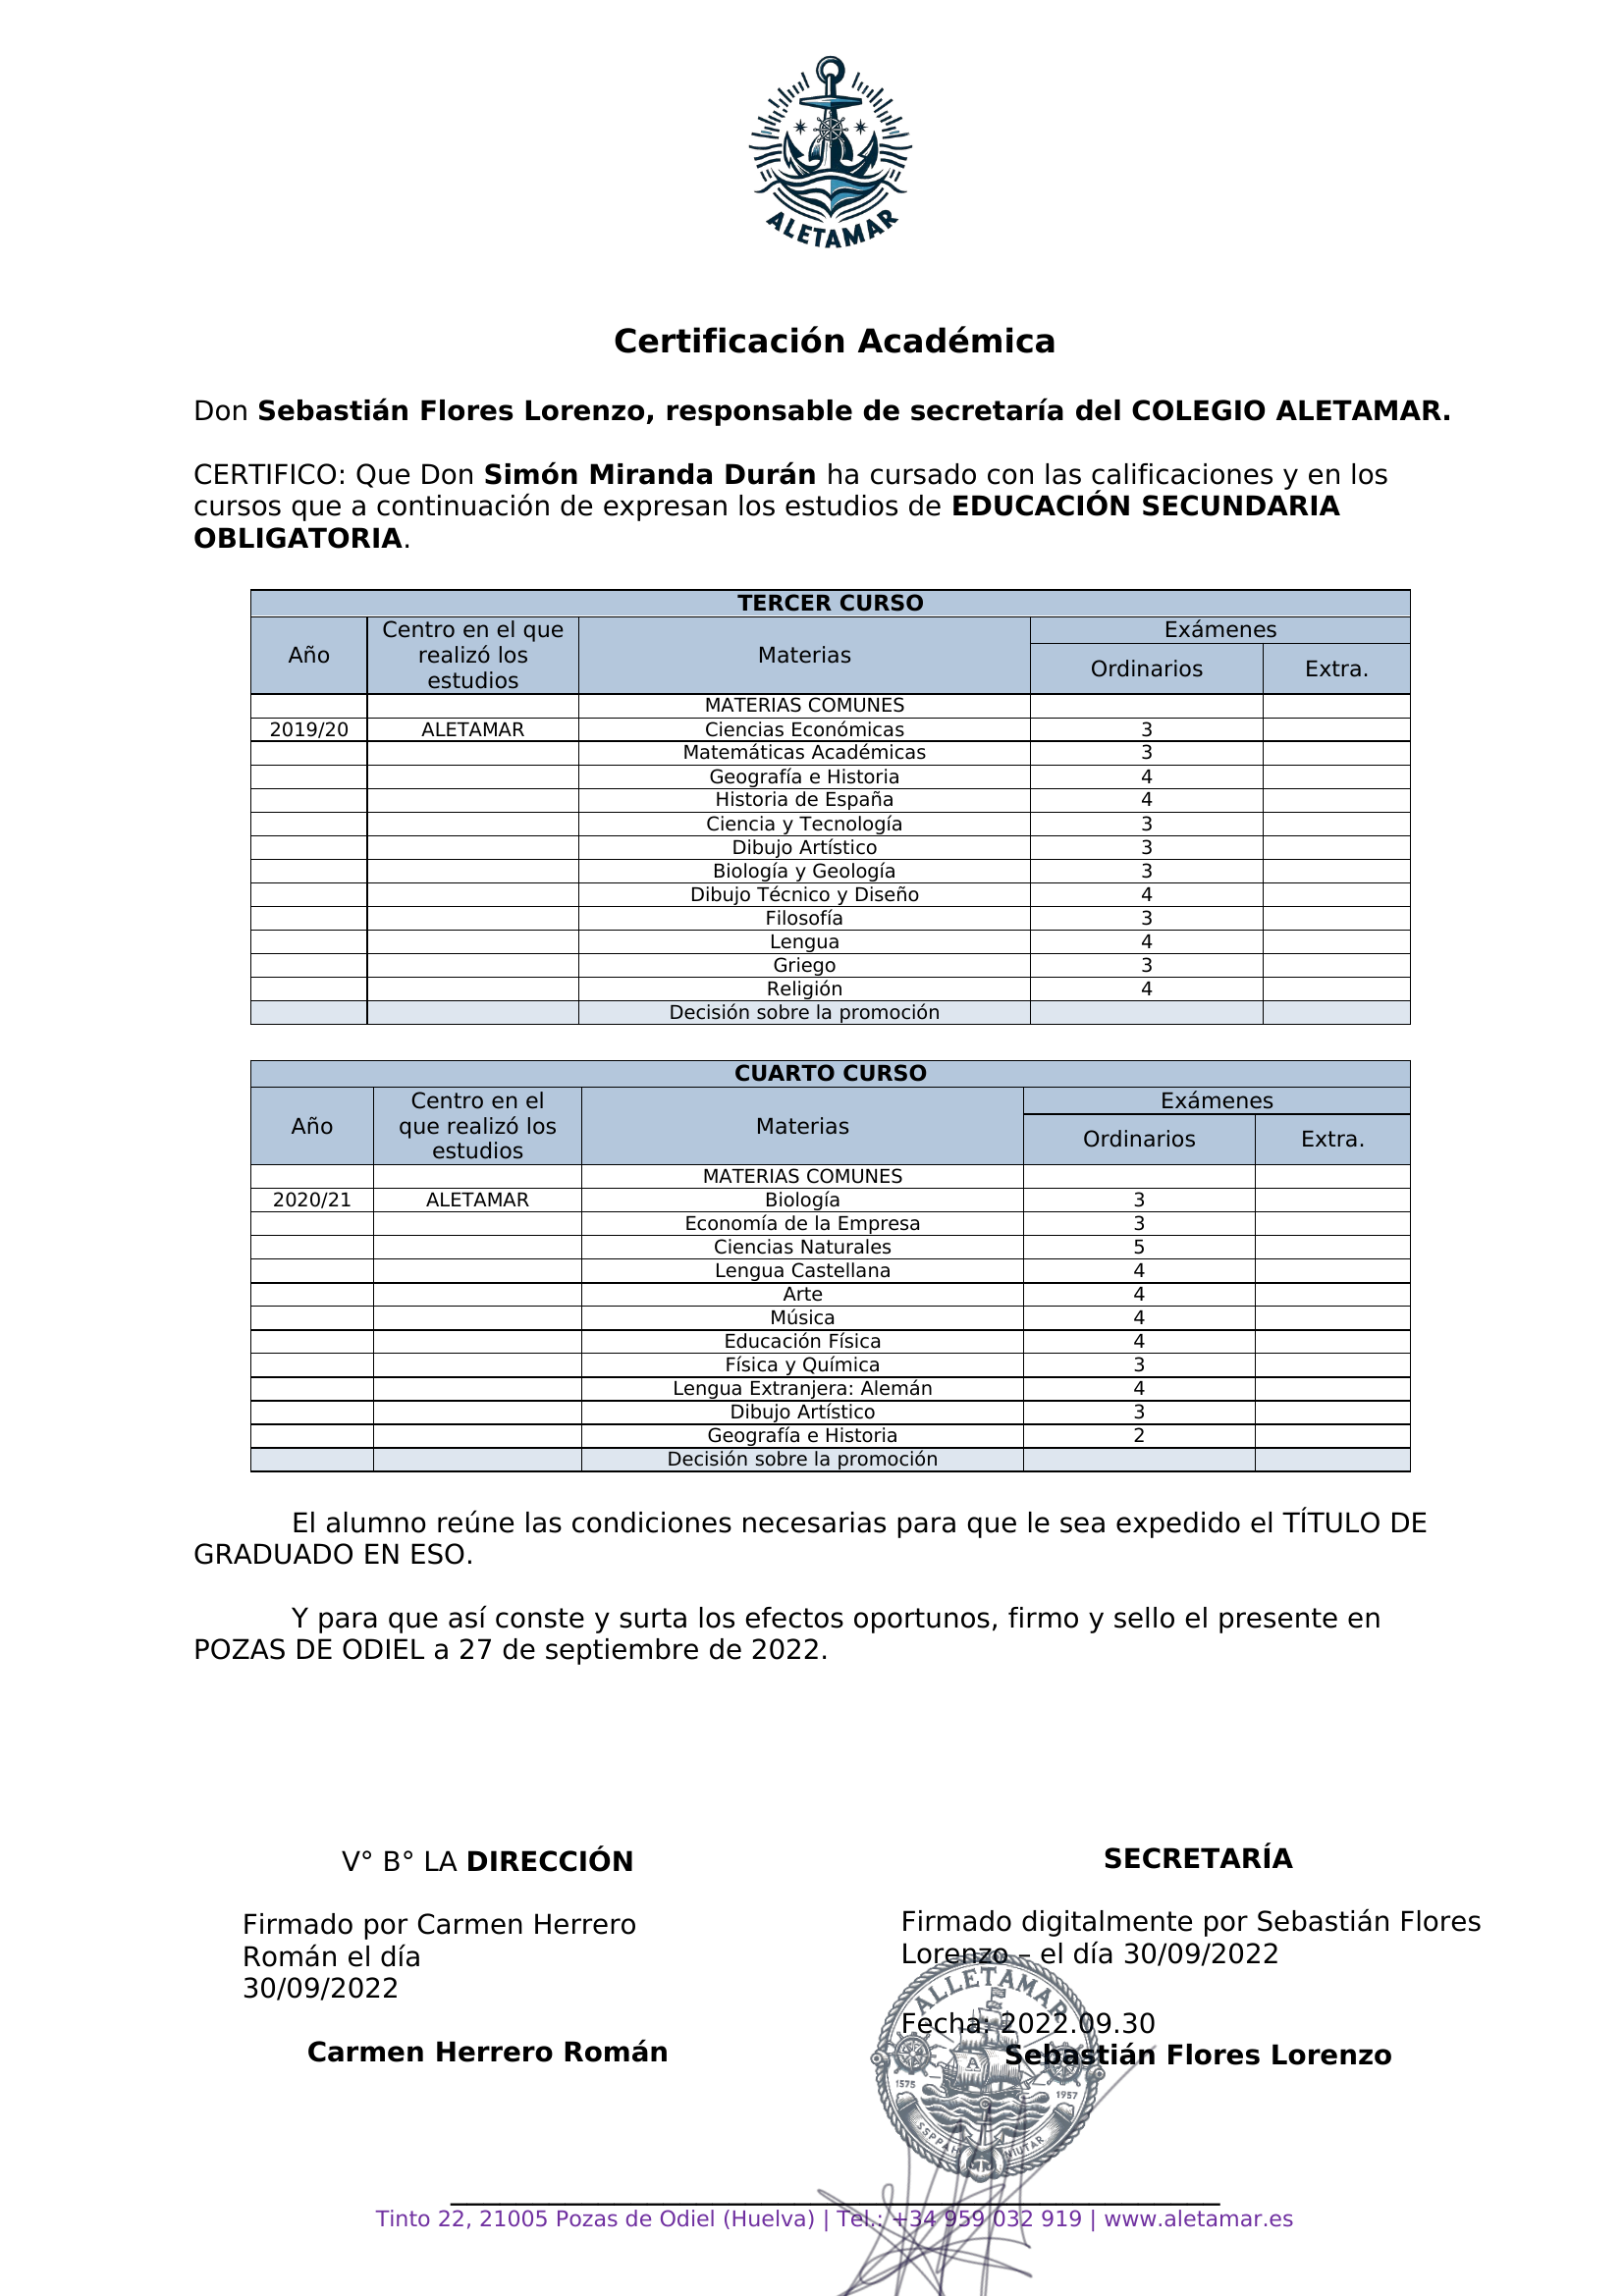 ALETAMAR
Certificación Académica
Don Sebastián Flores Lorenzo, responsable de secretaría del COLEGIO ALETAMAR.
CERTIFICO: Que Don Simón Miranda Durán ha cursado con las calificaciones y en los
cursos que a continuación de expresan los estudios de EDUCACIÓN SECUNDARIA
OBLIGATORIA.
TERCER CURSO
Año Centro en el que realizó los estudios Materias Exámenes
Ordinarios Extra.
MATERIAS COMUNES
2019/20 ALETAMAR Ciencias Económicas 3
Matemáticas Académicas 3
Geografía e Historia 4
Historia de España 4
Ciencia y Tecnología 3
Dibujo Artístico 3
Biología y Geología 3
Dibujo Técnico y Diseño 4
Filosofía 3
Lengua 4
Griego 3
Religión 4
Decisión sobre la promoción
CUARTO CURSO
Año Centro en el que realizó los estudios Materias Exámenes
Ordinarios Extra.
MATERIAS COMUNES
2020/21 ALETAMAR Biología 3
Economía de la Empresa 3
Ciencias Naturales 5
Lengua Castellana 4
Arte 4
Música 4
Educación Física 4
Física y Química 3
Lengua Extranjera: Alemán 4
Dibujo Artístico 3
Geografía e Historia 2
Decisión sobre la promoción
El alumno reúne las condiciones necesarias para que le sea expedido el TÍTULO DE
GRADUADO EN ESO.
Y para que así conste y surta los efectos oportunos, firmo y sello el presente en
POZAS DE ODIEL a 27 de septiembre de 2022.
V° B° LA DIRECCIÓN
Firmado por Carmen Herrero
Román el día
30/09/2022
Carmen Herrero Román
SECRETARÍA
Firmado digitalmente por Sebastián Flores
Lorenzo – el día 30/09/2022
Fecha: 2022.09.30
Sebastián Flores Lorenzo
ALLETAMAR
A
1575
1957
Tinto 22, 21005 Pozas de Odiel (Huelva) | Tel.: +34 959 032 919 | www.aletamar.es